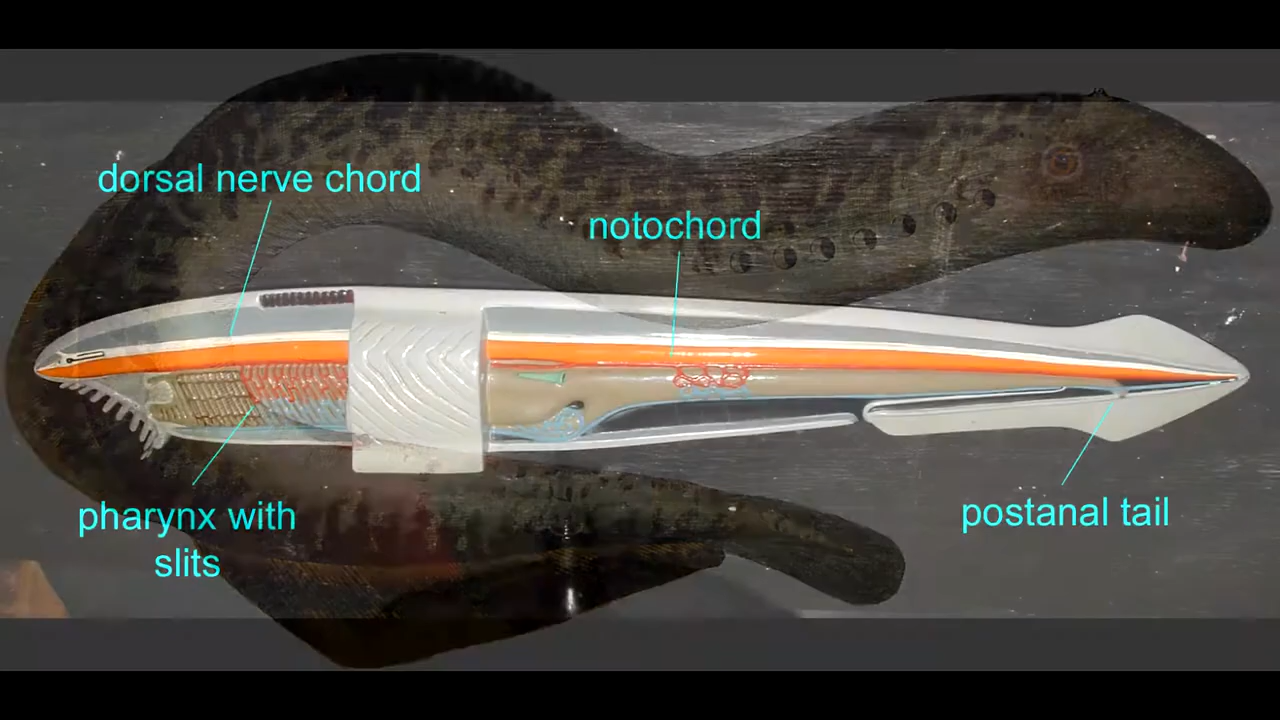 dorsal nerve chord
notochord
pharynx with
slits
postanal tail